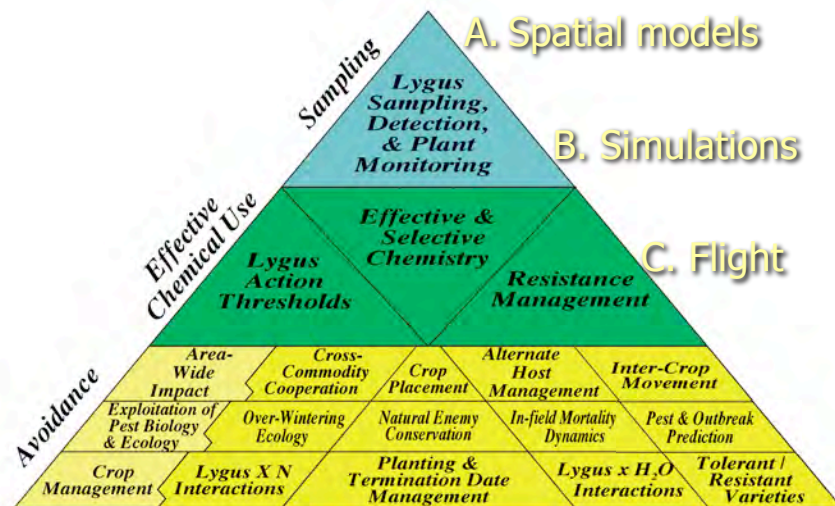 A. Spatial models
Sampling
Lygus
Sampling,
Detection,
& Plant
Monitoring
B. Simulations
Effective
Chemical Use
Lygus
Action
Thresholds
Effective &
Selective
Chemistry
Resistance
Management
C. Flight
Avoidance
Area-
Wide
Impact
Cross-
Commodity
Cooperation
Crop
Placement
Alternate
Host
Management
Inter-Crop
Movement
Exploitation of
Pest Biology
& Ecology
Over-Wintering
Ecology
Natural Enemy
Conservation
In-field Mortality
Dynamics
Pest & Outbreak
Prediction
Crop
Management
Lygus X N
Interactions
Planting &
Termination Date
Management
Lygus x H₂O
Interactions
Tolerant /
Resistant
Varieties